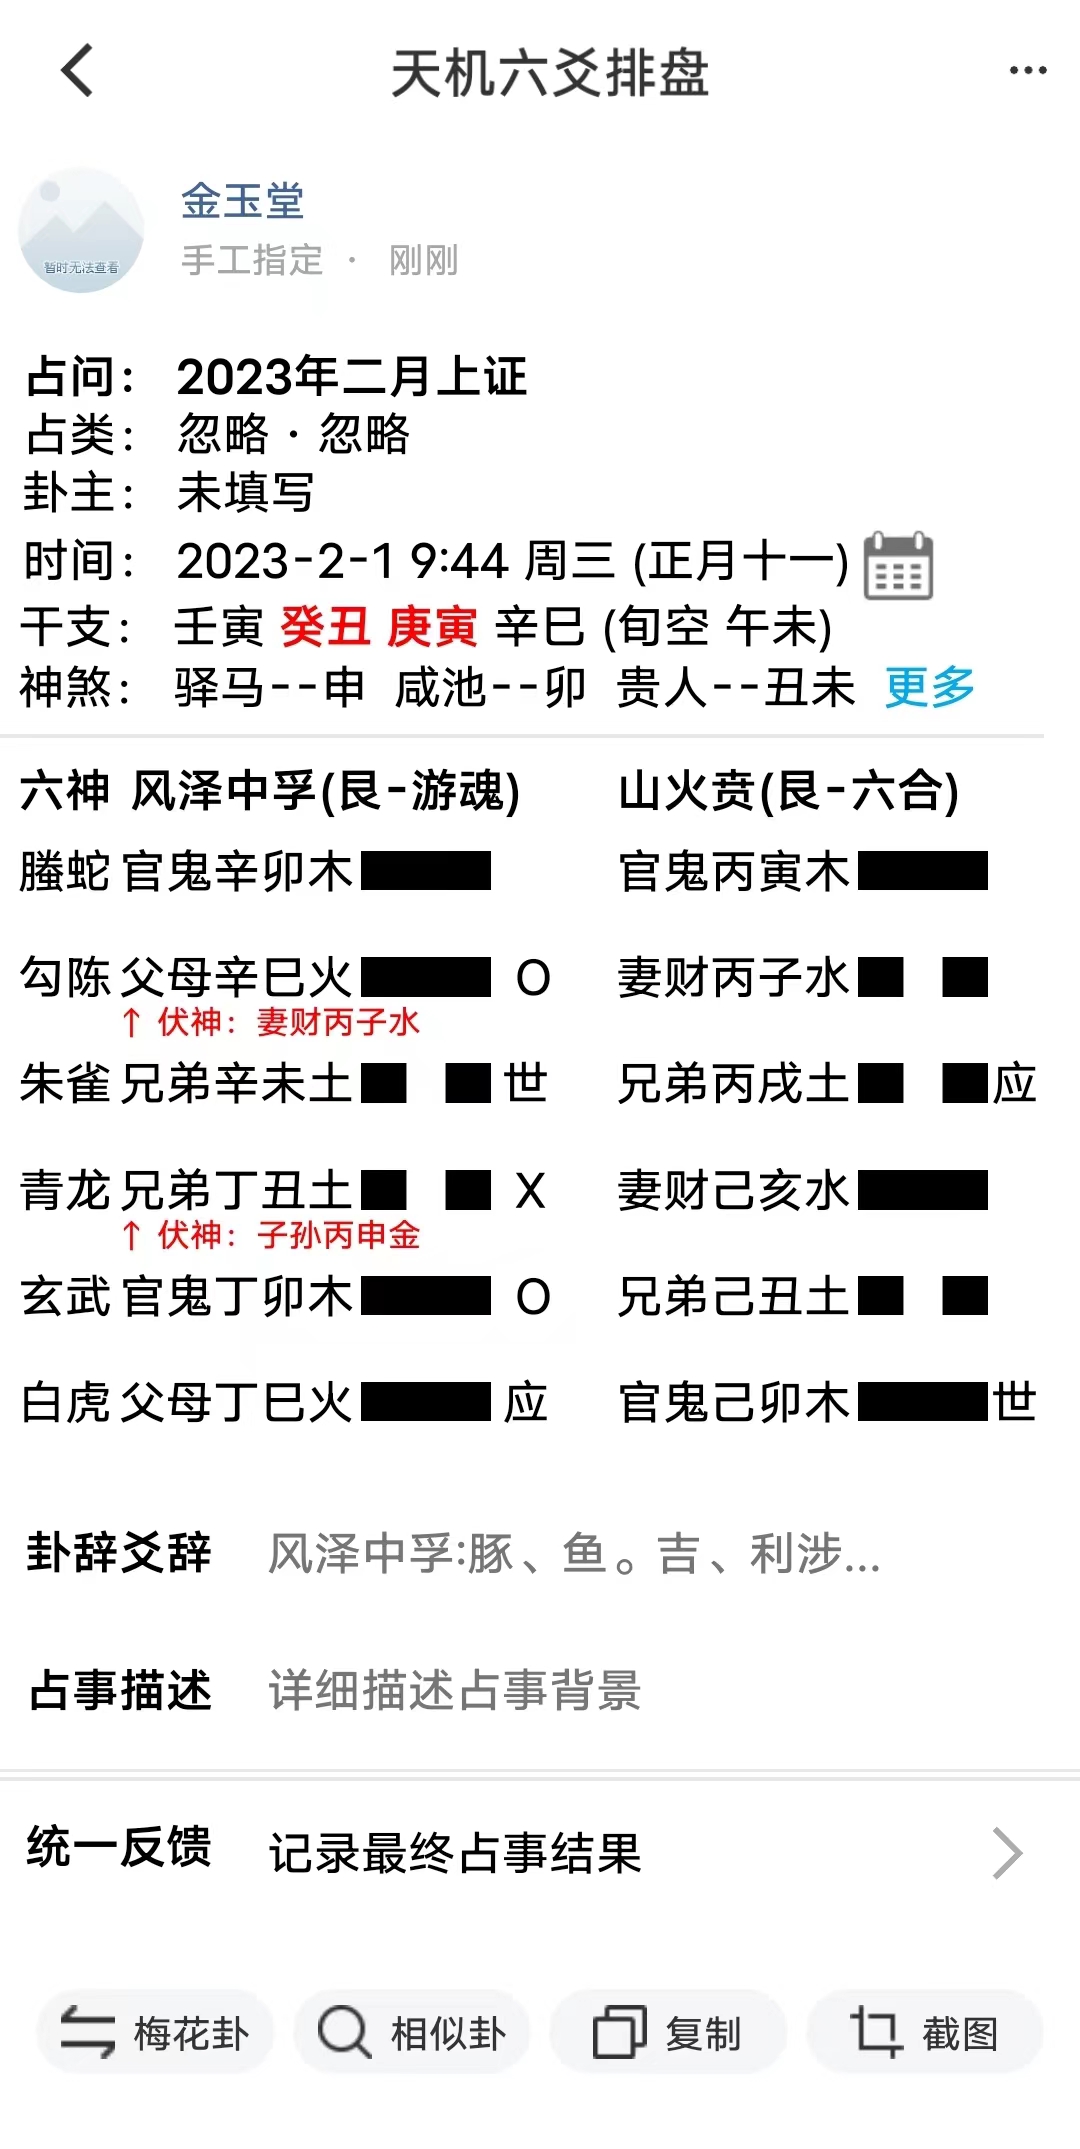 天机六爻排盘
金玉堂
暂时无法查看
手工指定 · 刚刚
占问： 2023年二月上证
占类： 忽略 · 忽略
卦主： 未填写
时间： 2023-2-1 9:44 周三 (正月十一)
干支： 壬寅 癸丑 庚寅 辛巳 (旬空 午未)
神煞： 驿马--申 咸池--卯 贵人--丑未 更多
六神 风泽中孚(艮-游魂) 山火贲(艮-六合)
螣蛇 官鬼辛卯木 官鬼丙寅木
勾陈 父母辛巳火 O 妻财丙子水
↑ 伏神：妻财丙子水
朱雀 兄弟辛未土 世 兄弟丙戌土 应
青龙 兄弟丁丑土 X 妻财己亥水
↑ 伏神：子孙丙申金
玄武 官鬼丁卯木 O 兄弟己丑土
白虎 父母丁巳火 应 官鬼己卯木 世
卦辞爻辞 风泽中孚:豚、鱼。吉、利涉...
占事描述 详细描述占事背景
统一反馈 记录最终占事结果
梅花卦 相似卦 复制 截图